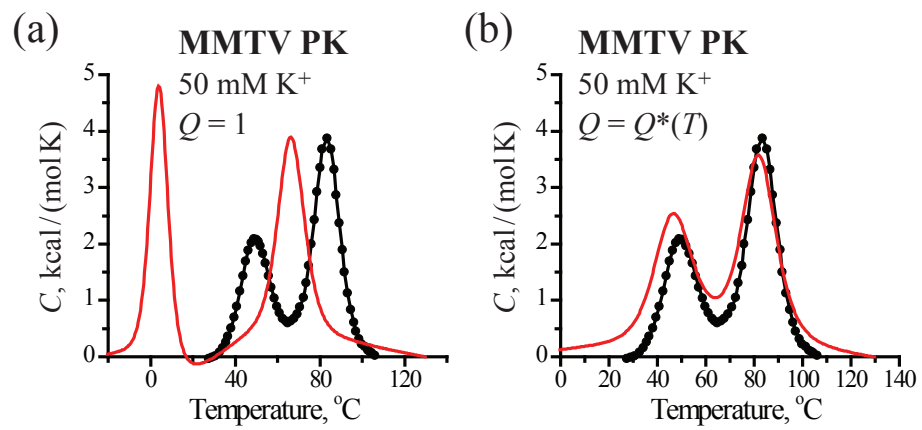 (a)
MMTV PK
50 mM K⁺
Q = 1
C, kcal/(mol K)
5
4
3
2
1
0
0 40 80 120
Temperature, °C
(b)
MMTV PK
50 mM K⁺
Q = Q*(T)
C, kcal/(mol K)
5
4
3
2
1
0
0 20 40 60 80 100 120 140
Temperature, °C